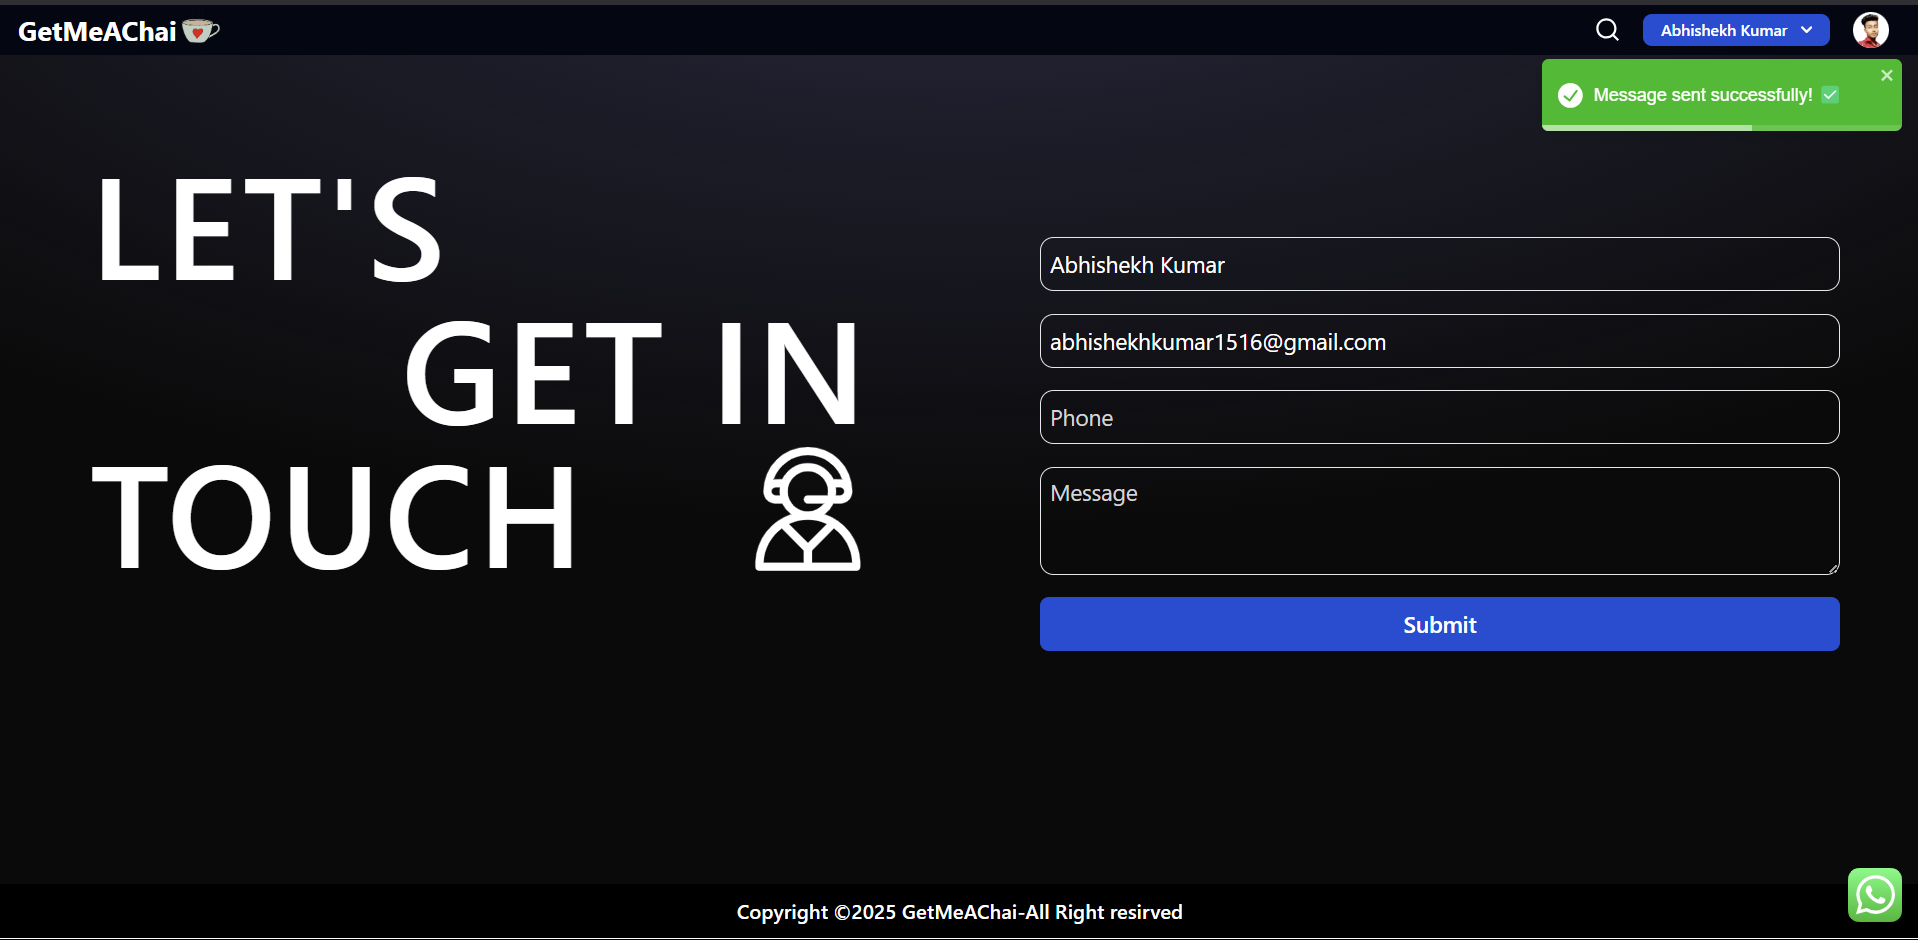 GetMeAChai
Abhishekh Kumar
Message sent successfully! ✅
LET'S
GET IN
TOUCH
Abhishekh Kumar
abhishekhkumar1516@gmail.com
Phone
Message
Submit
Copyright ©2025 GetMeAChai-All Right resirved